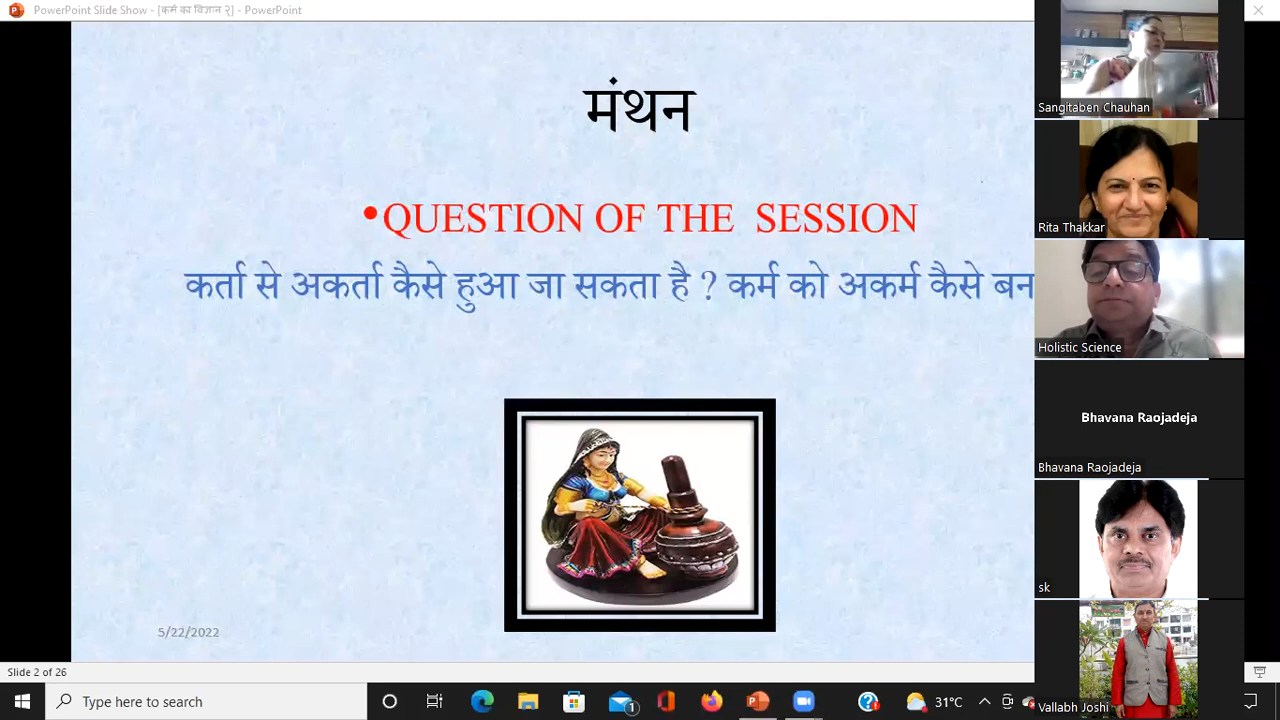 PowerPoint Slide Show - [कर्म का विज्ञान २] - PowerPoint
मंथन
•QUESTION OF THE SESSION
कर्ता से अकर्ता कैसे हुआ जा सकता है ? कर्म को अकर्म कैसे बन
5/22/2022
Slide 2 of 26
Sangitaben Chauhan
Rita Thakkar
Holistic Science
Bhavana Raojadeja
Bhavana Raojadeja
sk
Vallabh Joshi
Type here to search
1
31°C